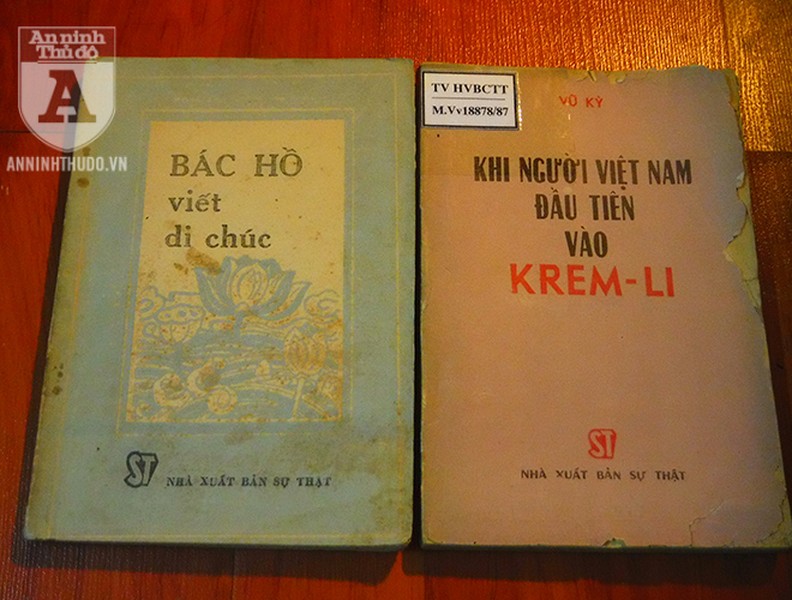 An ninh
Thủ đô
A
ANNINHTHUDO.VN
BÁC HỒ
viết
di chúc
ST
NHÀ XUẤT BẢN SỰ THẬT
TV HVBCTT
M.Vv18878/87
VŨ KỲ
KHI NGƯỜI VIỆT NAM
ĐẦU TIÊN
VÀO
KREM-LI
ST
NHÀ XUẤT BẢN SỰ THẬT